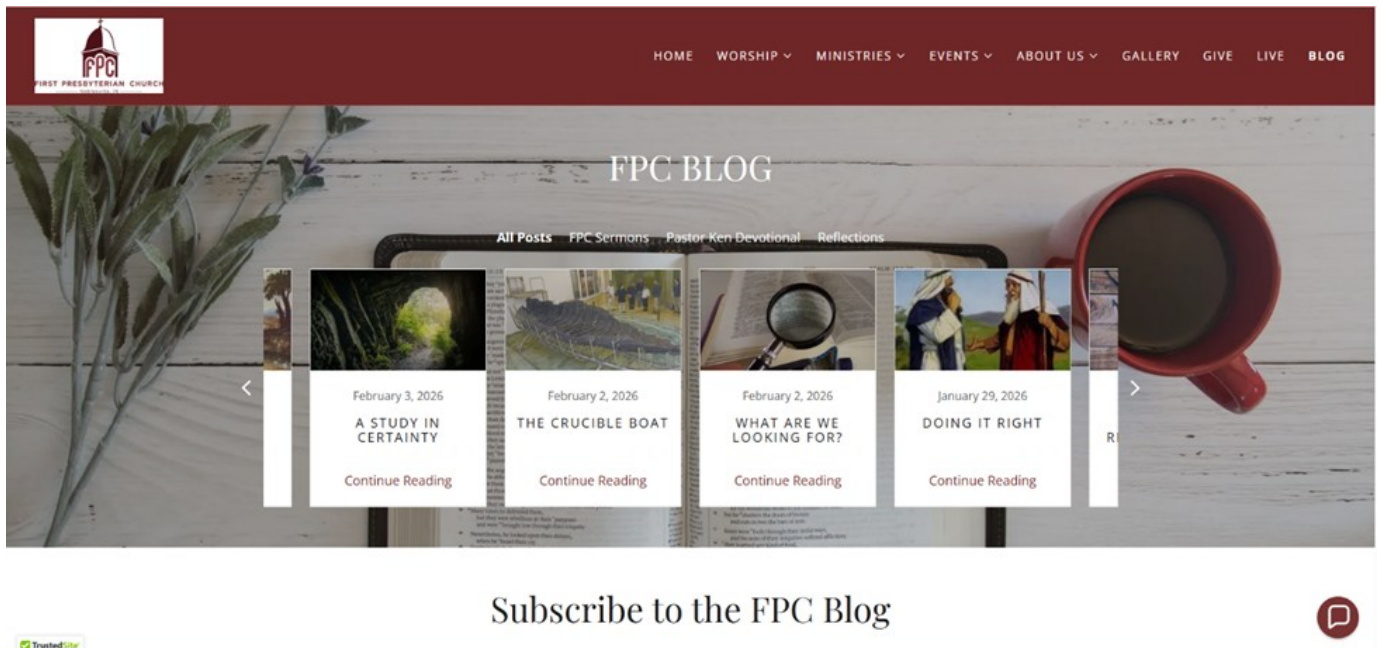 FPC
FIRST PRESBYTERIAN CHURCH
HOME WORSHIP MINISTRIES EVENTS ABOUT US GALLERY GIVE LIVE BLOG
FPC BLOG
All Posts FPC Sermons Pastor Ken Devotional Reflections
February 3, 2026
A STUDY IN
CERTAINTY
Continue Reading
February 2, 2026
THE CRUCIBLE BOAT
Continue Reading
February 2, 2026
WHAT ARE WE
LOOKING FOR?
Continue Reading
January 29, 2026
DOING IT RIGHT
Continue Reading
Subscribe to the FPC Blog
TrustedSite